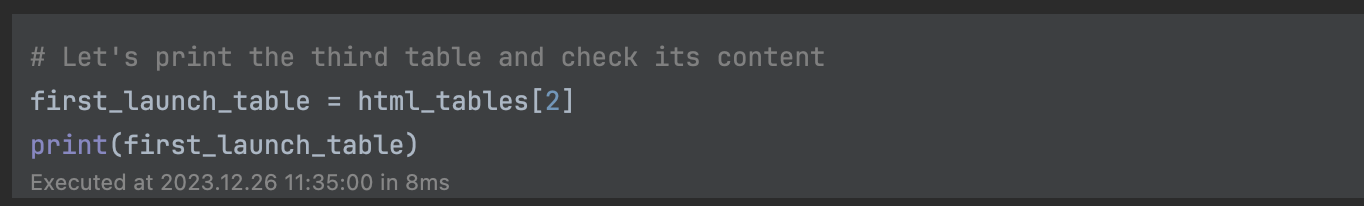 # Let's print the third table and check its content
first_launch_table = html_tables[2]
print(first_launch_table)
Executed at 2023.12.26 11:35:00 in 8ms